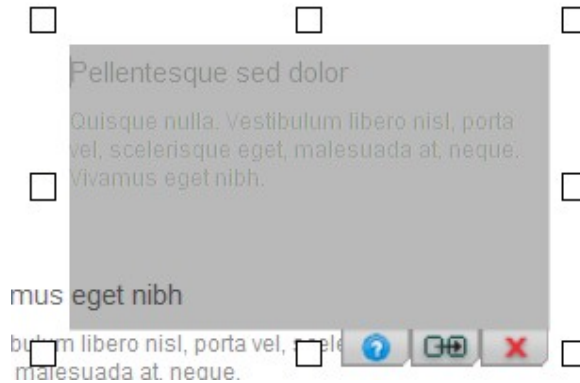 Pellentesque sed dolor
Quisque nulla. Vestibulum libero nisl, porta
vel, scelerisque eget, malesuada at, neque.
Vivamus eget nibh.
mus eget nibh
libero nisl, porta vel,
malesuada at, neque.